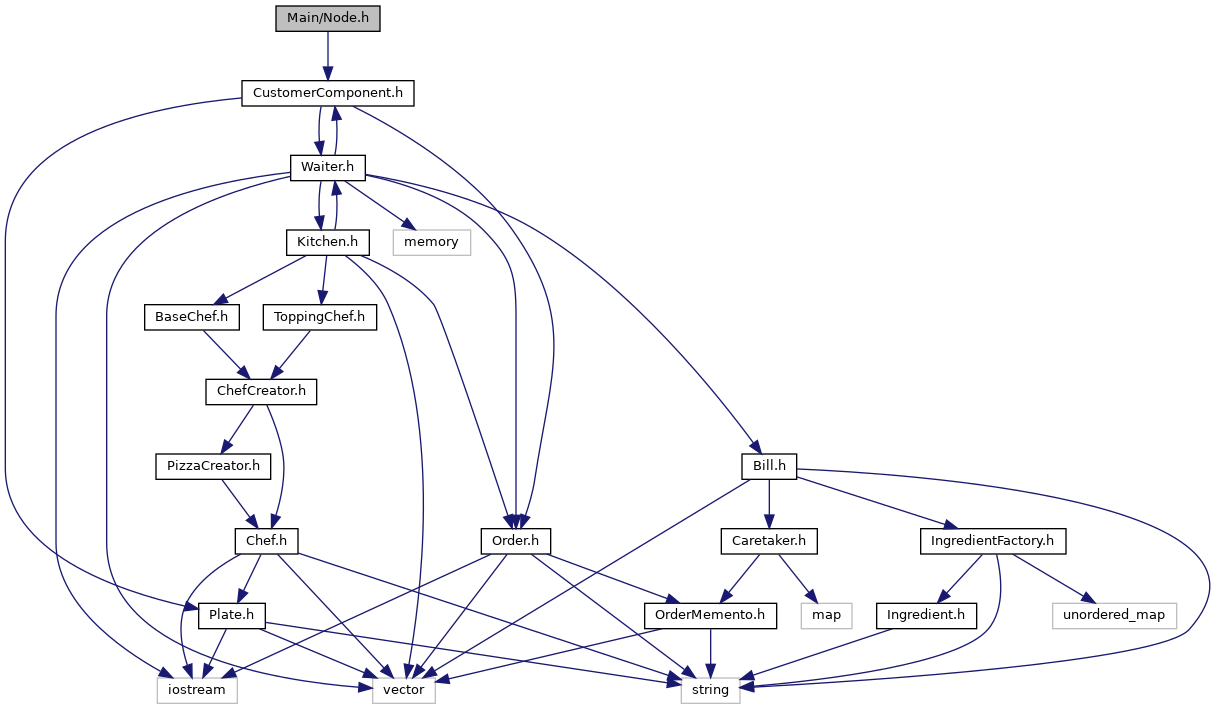 Main/Node.h
CustomerComponent.h
Waiter.h
Kitchen.h
memory
BaseChef.h
ToppingChef.h
ChefCreator.h
PizzaCreator.h
Bill.h
Chef.h
Order.h
Caretaker.h
IngredientFactory.h
Plate.h
OrderMemento.h
map
Ingredient.h
unordered_map
iostream
vector
string